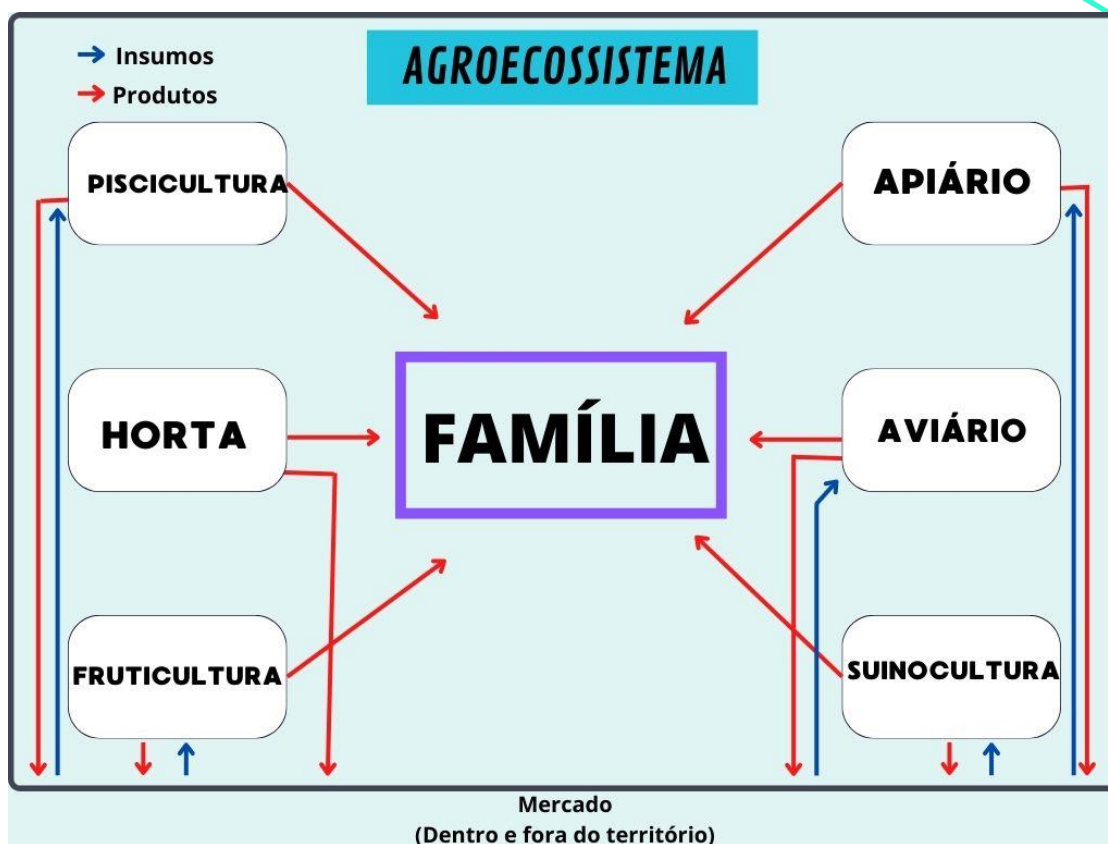 Insumos
Produtos
AGROECOSSISTEMA
PISCICULTURA
APIÁRIO
HORTA
FAMÍLIA
AVIÁRIO
FRUTICULTURA
SUINOCULTURA
Mercado
(Dentro e fora do território)